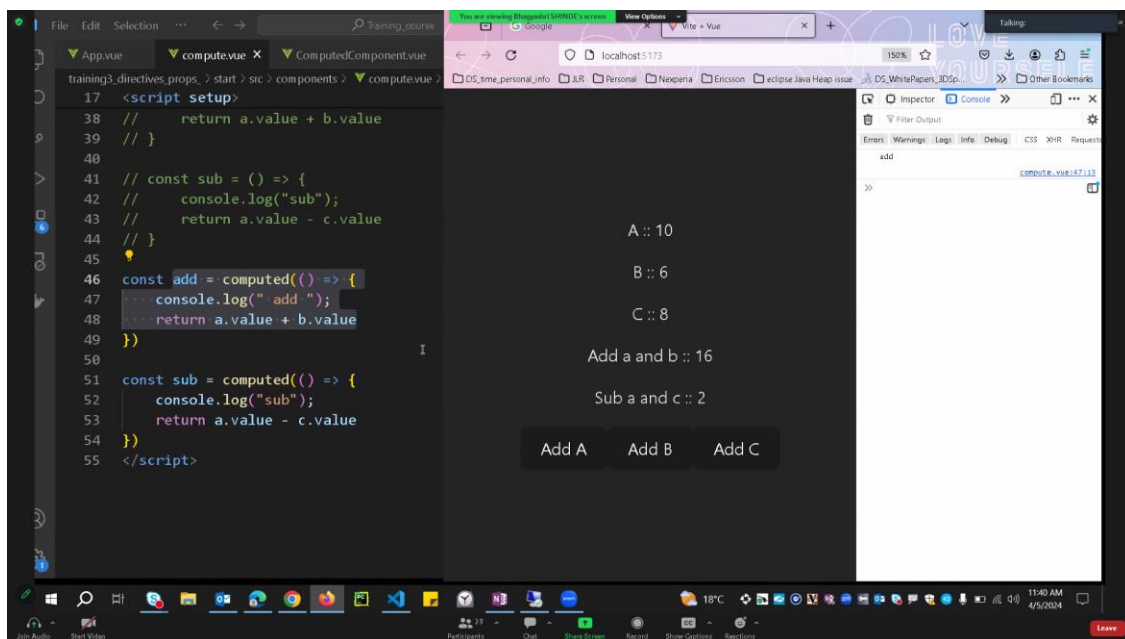 You are viewing Bhagyashri SHINDE's screen View Options
Talking:
File Edit Selection ··· Training_course
App.vue compute.vue ComputedComponent.vue
training3_directives_props_ > start > src > components > compute.vue >
17 <script setup>
38 // return a.value + b.value
39 // }
40
41 // const sub = () => {
42 // console.log("sub");
43 // return a.value - c.value
44 // }
45
46 const add = computed(() => {
47 console.log(" add ");
48 return a.value + b.value
49 })
50
51 const sub = computed(() => {
52 console.log("sub");
53 return a.value - c.value
54 })
55 </script>
Google Vite + Vue
LOVE
YOURSELF
localhost:5173 150%
DS_time_personal_info JLR Personal Nexperia Ericsson eclipse Java Heap issue DS_WhitePapers_3DSp... Other Bookmarks
A :: 10
B :: 6
C :: 8
Add a and b :: 16
Sub a and c :: 2
Add A Add B Add C
Inspector Console
Filter Output
Errors Warnings Logs Info Debug CSS XHR Requests
add
compute.vue:47:13
18°C
11:40 AM
4/5/2024
Join Audio Start Video Participants 29 Chat Share Screen Record Show Captions Reactions Leave